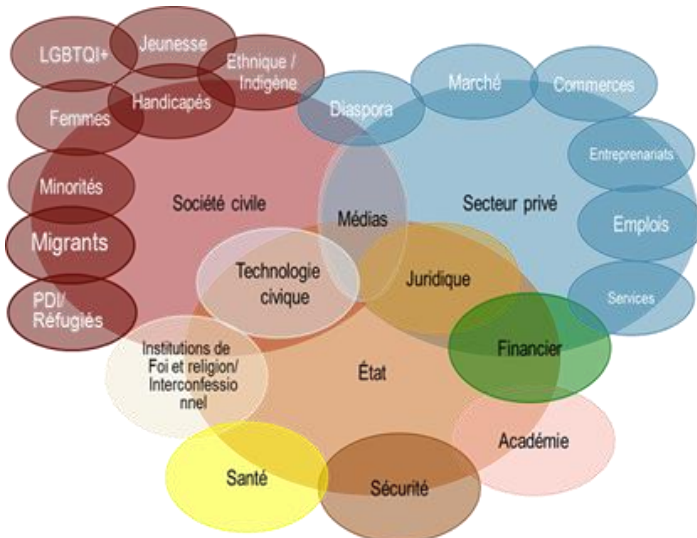 LGBTQI+
Jeunesse
Ethnique /
Indigène
Femmes
Handicapés
Diaspora
Marché
Commerces
Entreprenariats
Minorités
Société civile
Secteur privé
Médias
Emplois
Migrants
Technologie
civique
Juridique
PDI/
Réfugiés
Services
Institutions de
Foi et religion/
Interconfessio
nnel
Financier
État
Académie
Santé
Sécurité